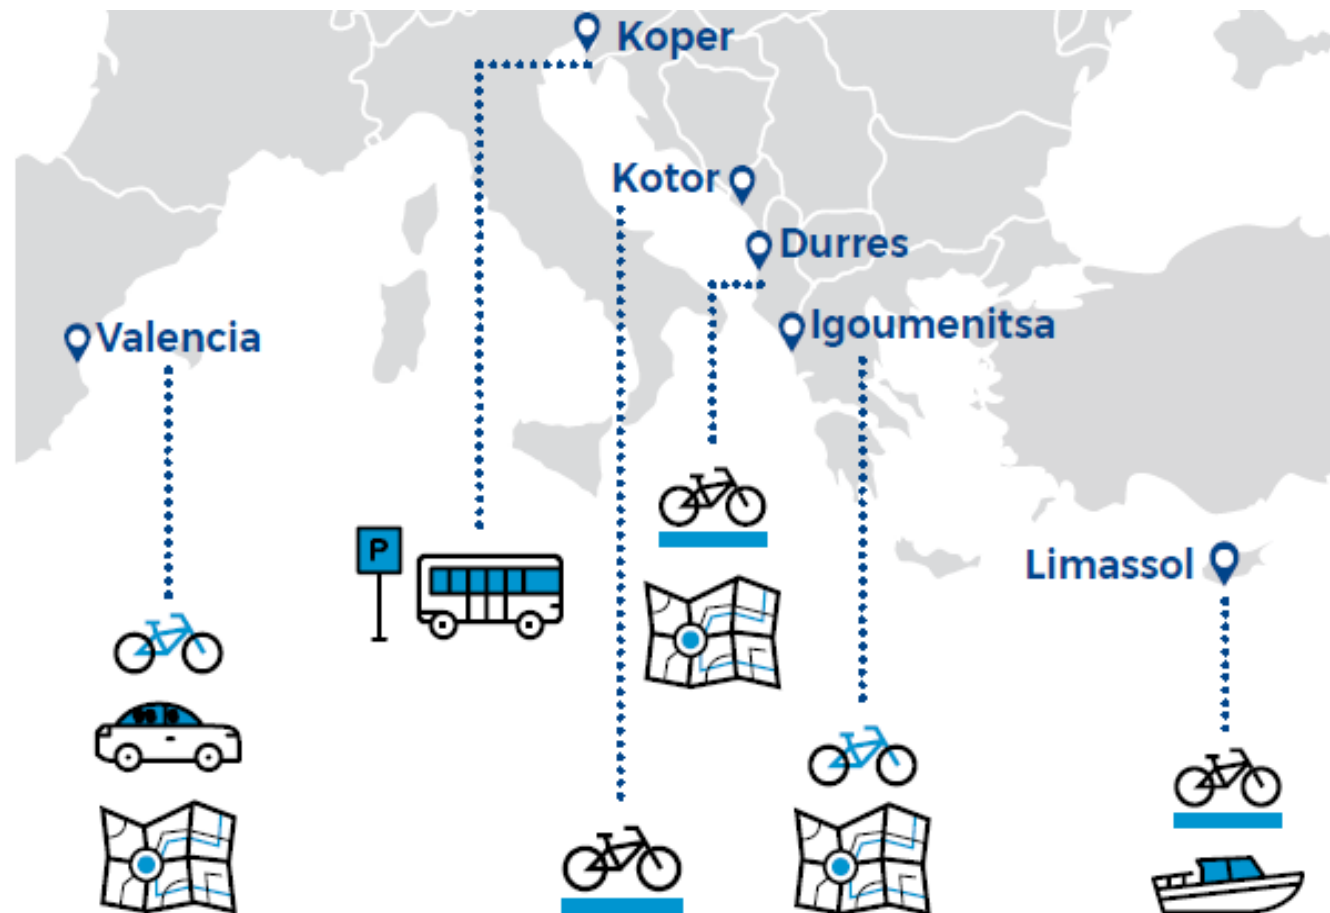 Koper
Kotor
Durres
Igoumenitsa
Valencia
P
Limassol